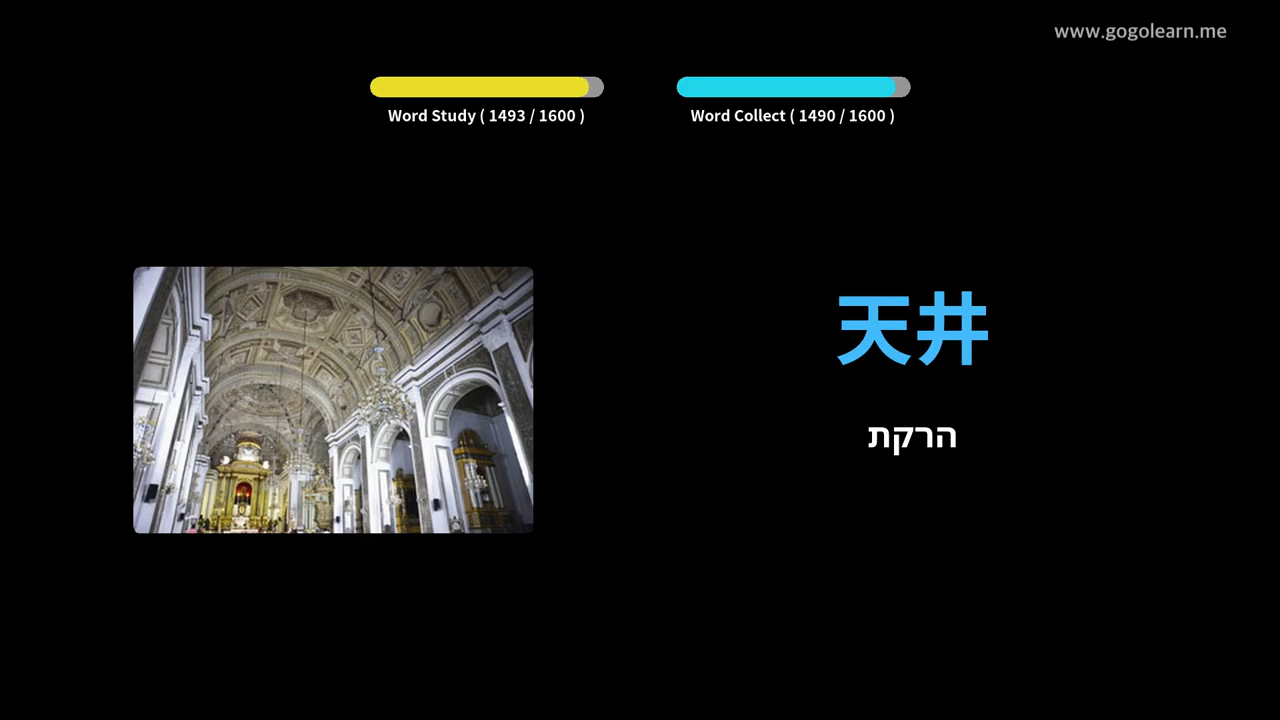 www.gogolearn.me
Word Study ( 1493 / 1600 )
Word Collect ( 1490 / 1600 )
天井
הרקת